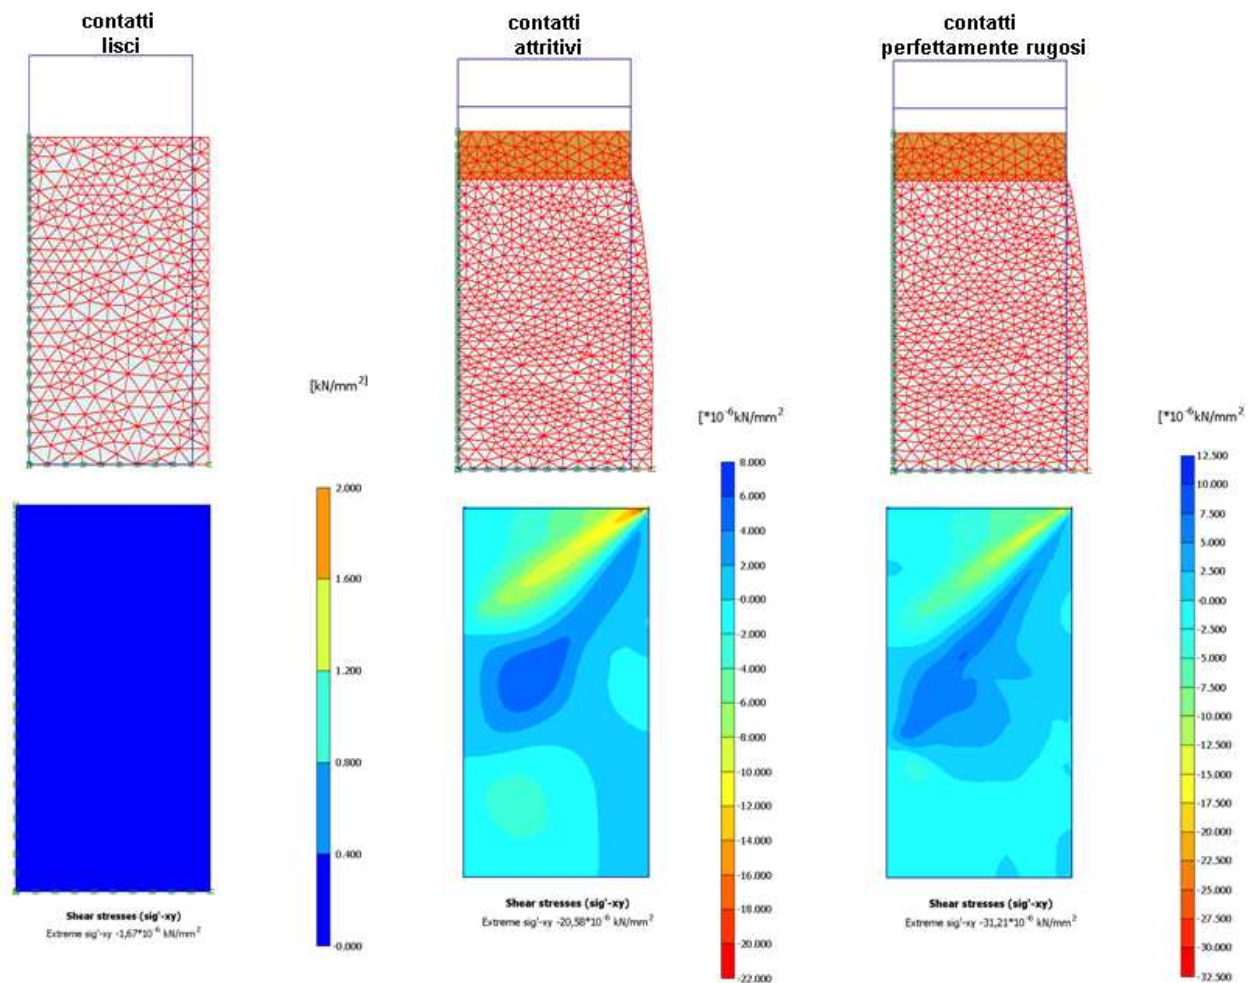 contatti
lisci
contatti
attritivi
contatti
perfettamente rugosi
[kN/mm²]
2.000
1.600
1.200
0.800
0.400
-0.000
Shear stresses (sig'-xy)
Extreme sig'-xy -1,67*10⁻⁶ kN/mm²
[*10⁻⁶kN/mm²
8.000
6.000
4.000
2.000
-0.000
-2.000
-4.000
-6.000
-8.000
-10.000
-12.000
-14.000
-16.000
-18.000
-20.000
-22.000
Shear stresses (sig'-xy)
Extreme sig'-xy -20,58*10⁻⁶ kN/mm²
[*10⁻⁶kN/mm²
12.500
10.000
7.500
5.000
2.500
-0.000
-2.500
-5.000
-7.500
-10.000
-12.500
-15.000
-17.500
-20.000
-22.500
-25.000
-27.500
-30.000
-32.500
Shear stresses (sig'-xy)
Extreme sig'-xy -31,21*10⁻⁶ kN/mm²